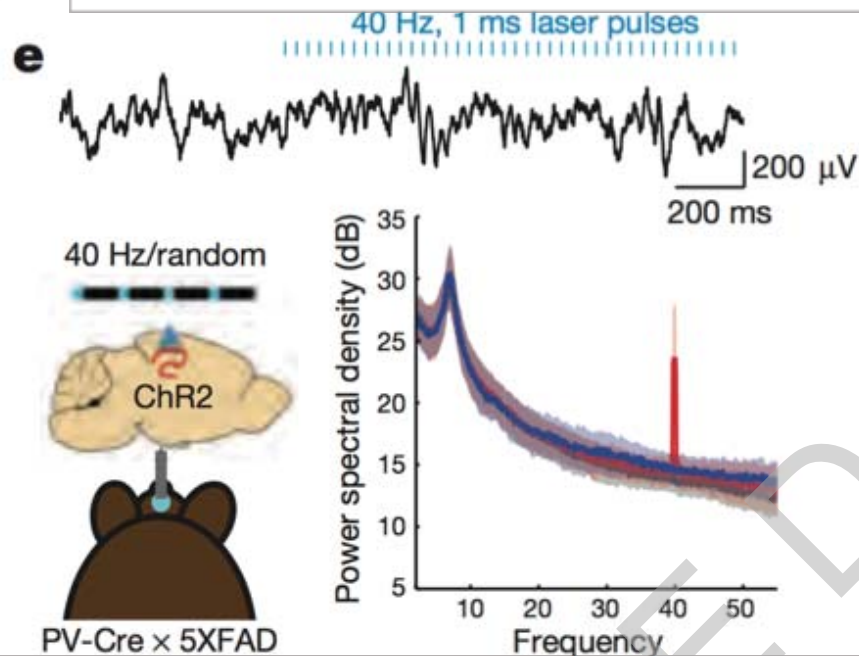 e
40 Hz, 1 ms laser pulses
200 μV
200 ms
40 Hz/random
ChR2
PV-Cre × 5XFAD
Power spectral density (dB)
35
30
25
20
15
10
5
10 20 30 40 50
Frequency
E D